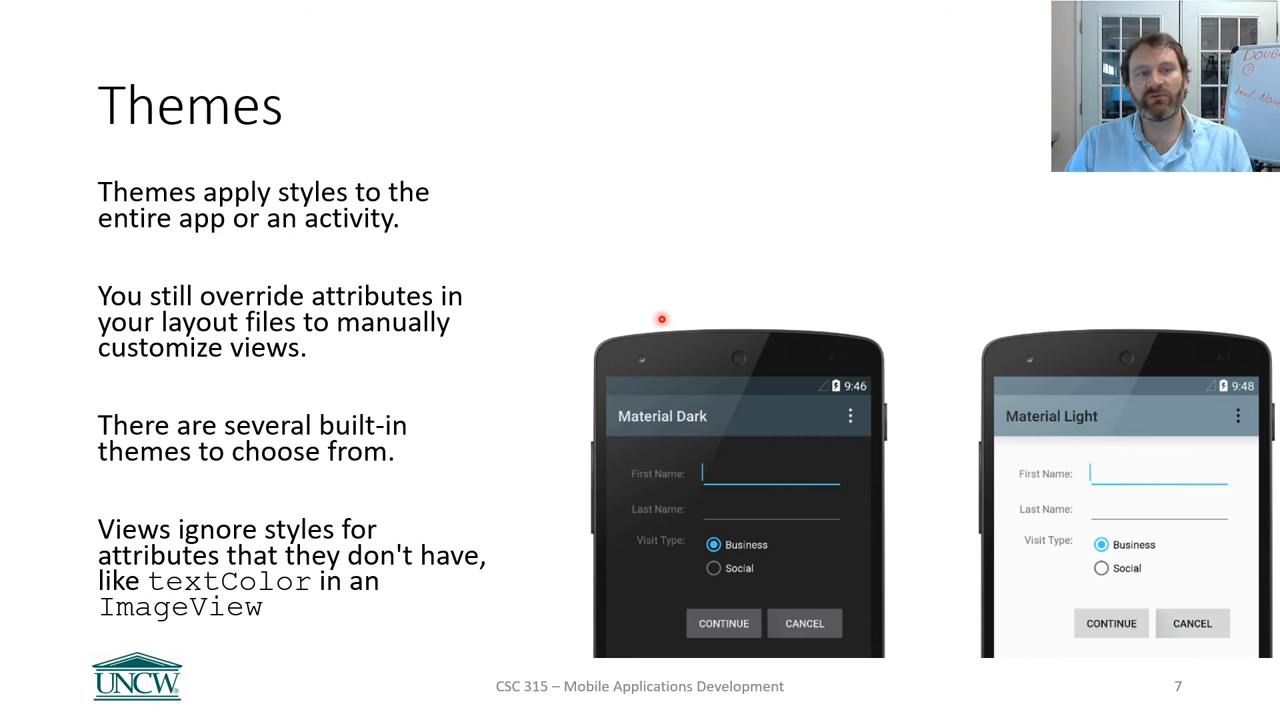 Themes
Themes apply styles to the
entire app or an activity.
You still override attributes in
your layout files to manually
customize views.
There are several built-in
themes to choose from.
Views ignore styles for
attributes that they don't have,
like textColor in an
ImageView
9:46
Material Dark
First Name:
Last Name:
Visit Type:
Business
Social
CONTINUE
CANCEL
9:48
Material Light
First Name:
Last Name:
Visit Type:
Business
Social
CONTINUE
CANCEL
UNCW
CSC 315 – Mobile Applications Development
7